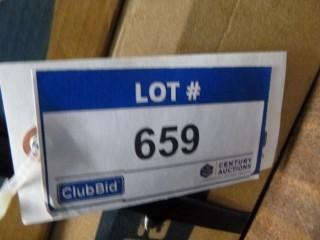 LOT #
659
ClubBid
CENTURY
AUCTIONS